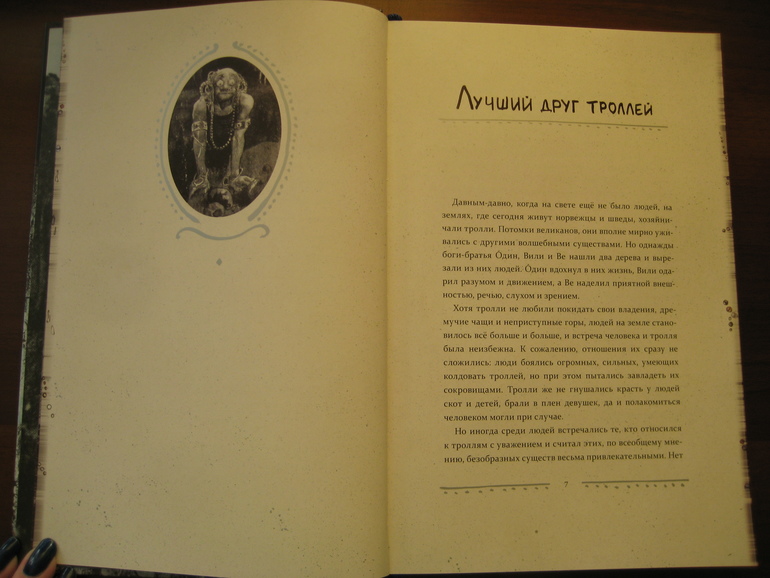 Лучший друг троллей
Давным-давно, когда на свете ещё не было людей, на
землях, где сегодня живут норвежцы и шведы, хозяйни-
чали тролли. Потомки великанов, они вполне мирно ужи-
вались с другими волшебными существами. Но однажды
боги-братья О́дин, Вили и Ве нашли два дерева и выре-
зали из них людей. О́дин вдохнул в них жизнь, Вили ода-
рил разумом и движением, а Ве наделил приятной внеш-
ностью, речью, слухом и зрением.
Хотя тролли не любили покидать свои владения, дре-
мучие чащи и неприступные горы, людей на земле стано-
вилось всё больше и больше, и встреча человека и тролля
была неизбежна. К сожалению, отношения их сразу не
сложились: люди боялись огромных, сильных, умеющих
колдовать троллей, но при этом пытались завладеть их
сокровищами. Тролли же не гнушались красть у людей
скот и детей, брали в плен девушек, да и полакомиться
человеком могли при случае.
Но иногда среди людей встречались те, кто относился
к троллям с уважением и считал этих, по всеобщему мне-
нию, безобразных существ весьма привлекательными. Нет
7